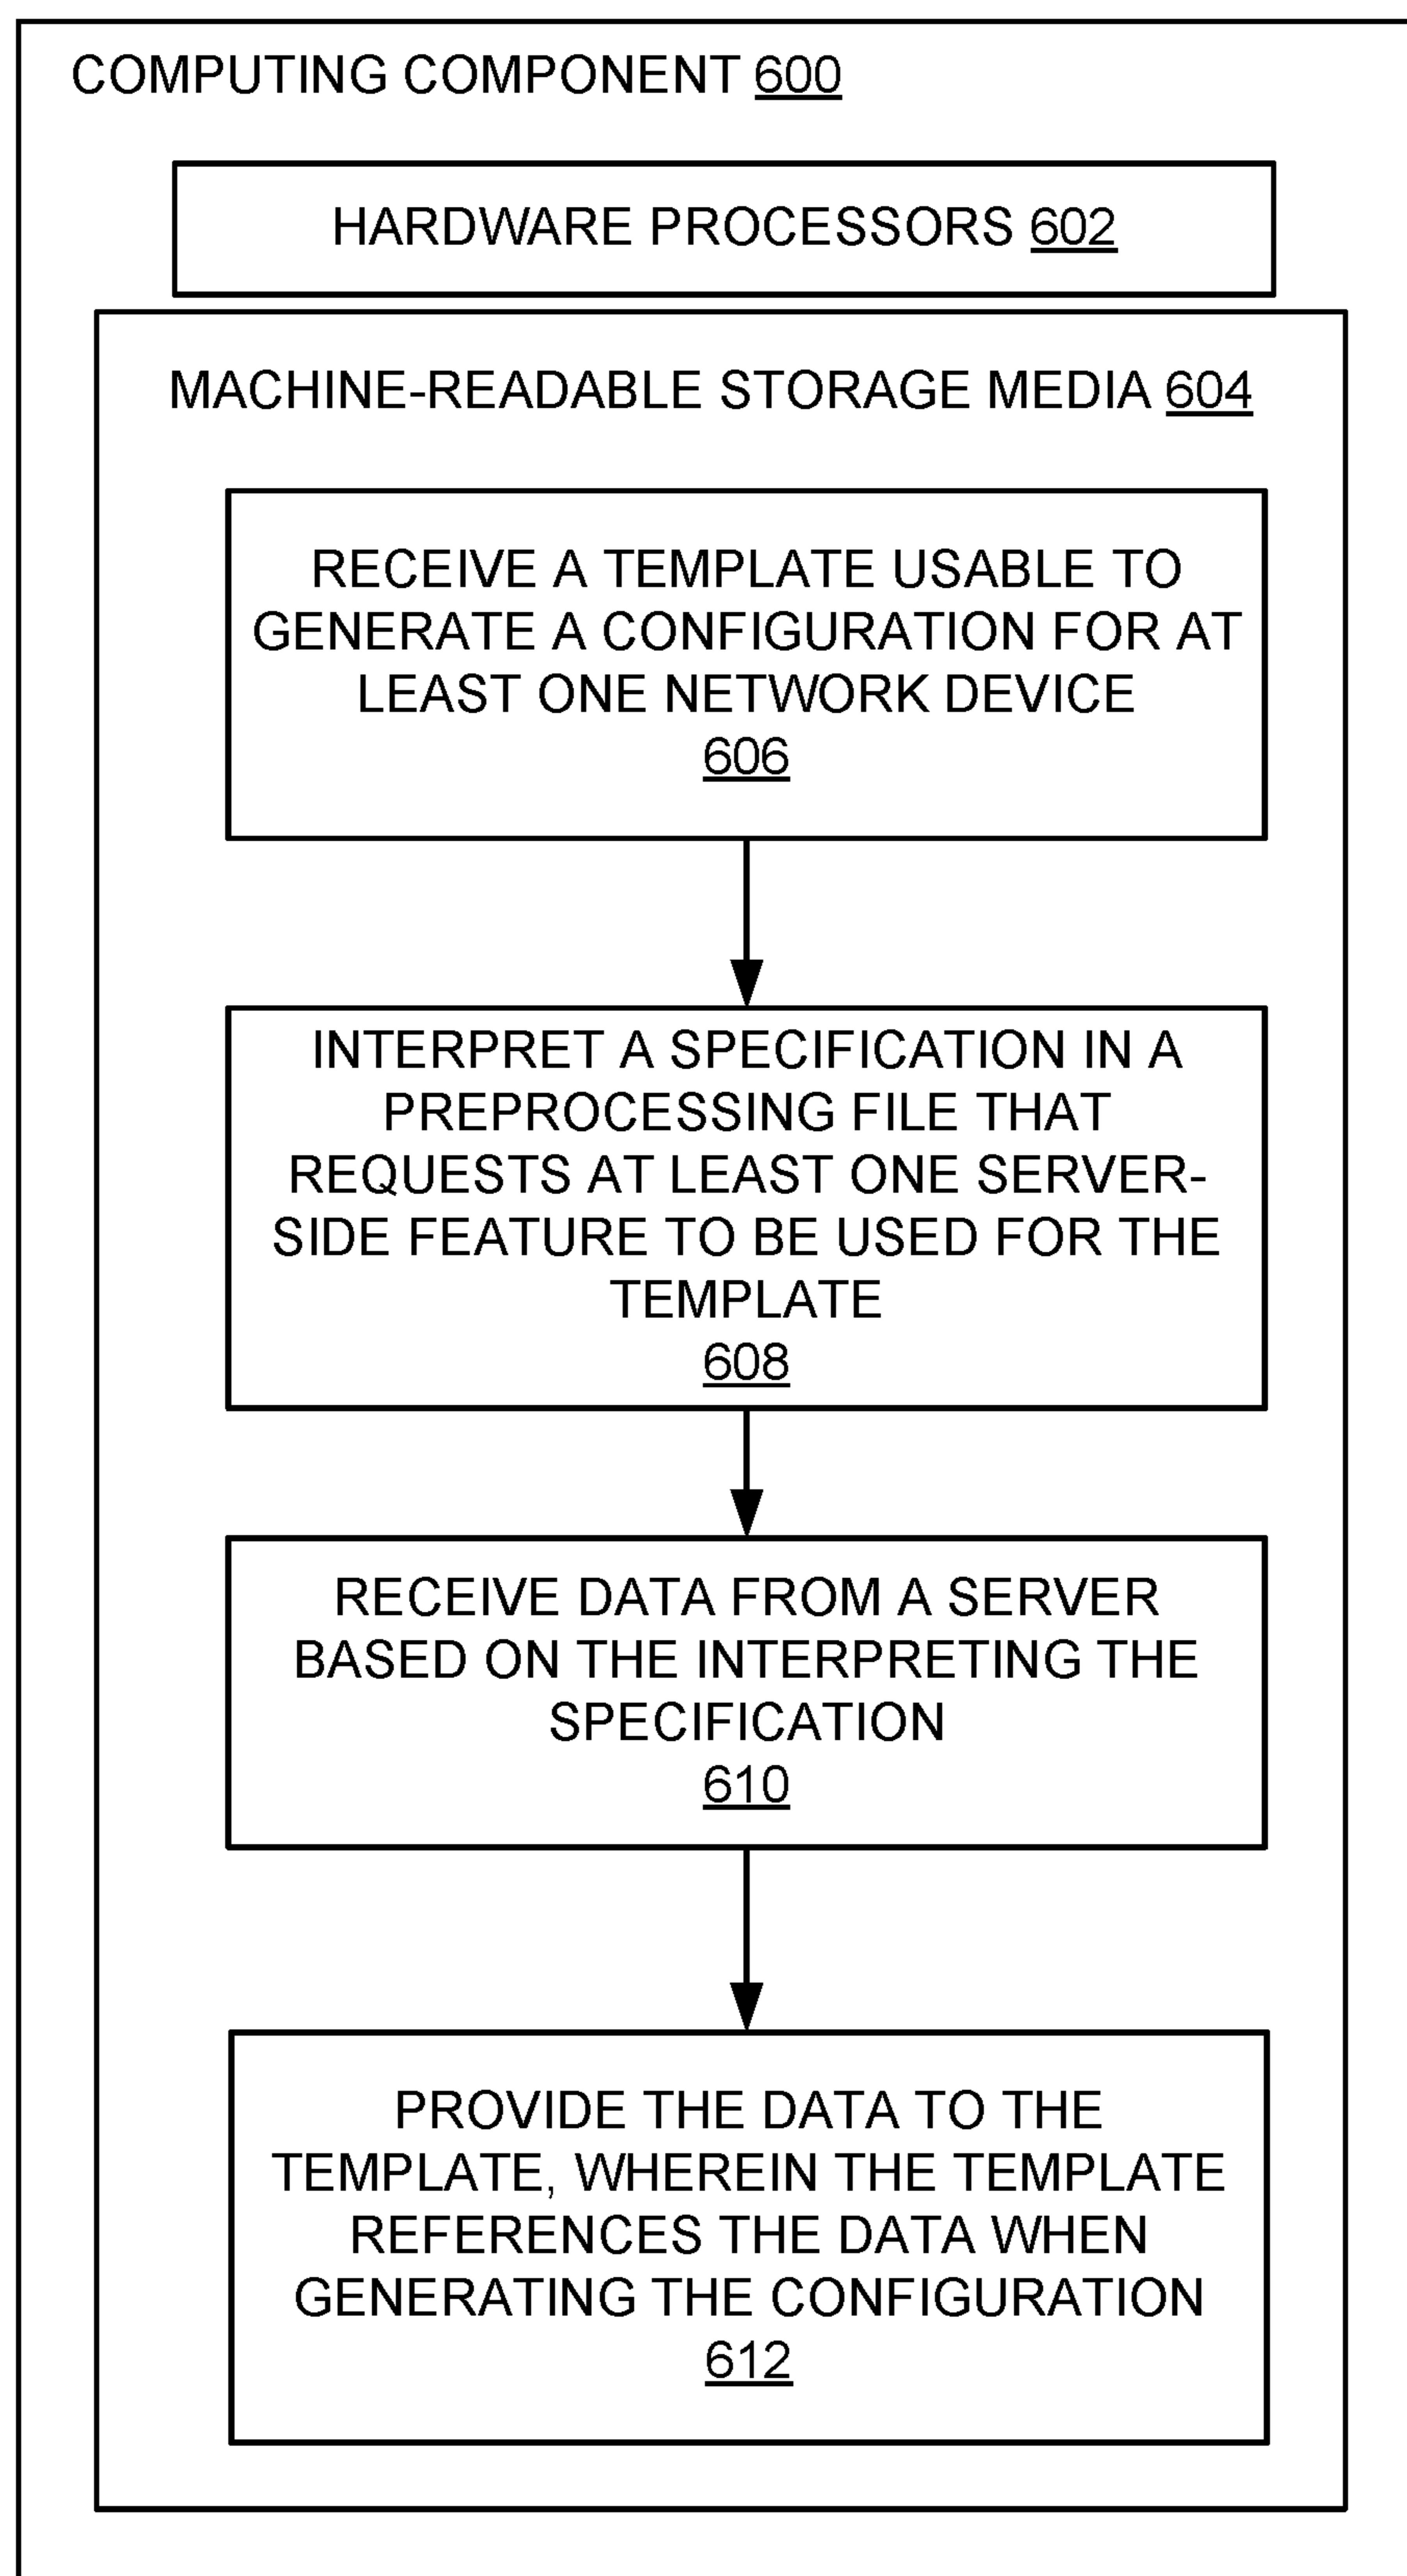 COMPUTING COMPONENT 600
HARDWARE PROCESSORS 602
MACHINE-READABLE STORAGE MEDIA 604
RECEIVE A TEMPLATE USABLE TO
GENERATE A CONFIGURATION FOR AT
LEAST ONE NETWORK DEVICE
606
INTERPRET A SPECIFICATION IN A
PREPROCESSING FILE THAT
REQUESTS AT LEAST ONE SERVER-
SIDE FEATURE TO BE USED FOR THE
TEMPLATE
608
RECEIVE DATA FROM A SERVER
BASED ON THE INTERPRETING THE
SPECIFICATION
610
PROVIDE THE DATA TO THE
TEMPLATE, WHEREIN THE TEMPLATE
REFERENCES THE DATA WHEN
GENERATING THE CONFIGURATION
612